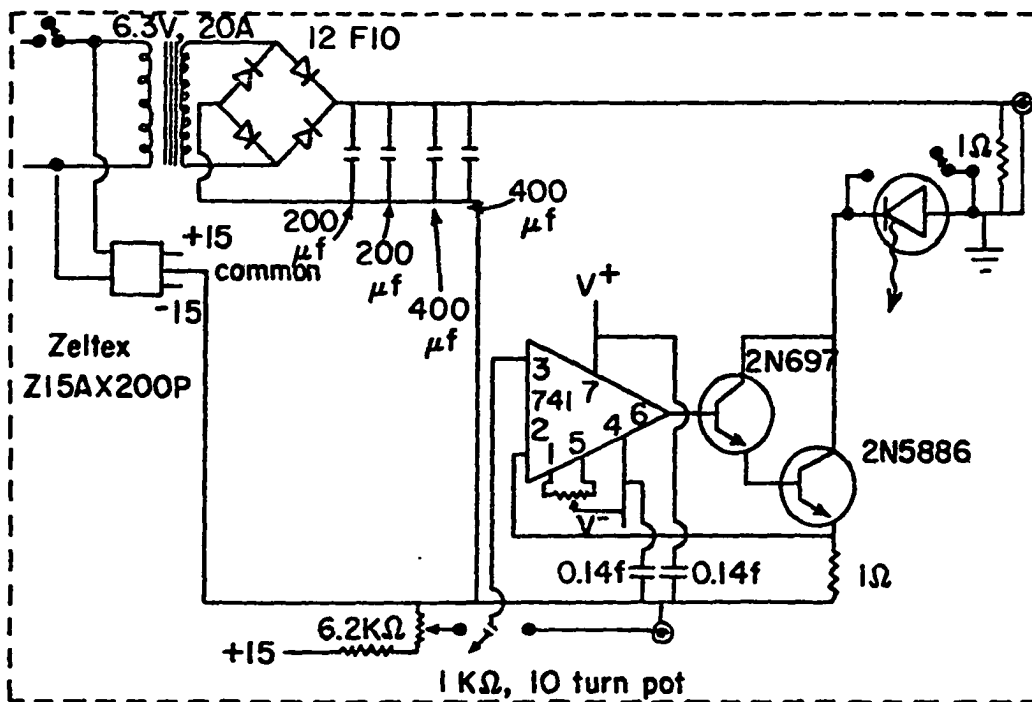 6.3V, 20A
12 F10
1Ω
200
μf
200
μf
400
μf
400
μf
+15
common
-15
Zeltex
Z15AX200P
V+
3
7
741
6
2
4
1
5
V-
2N697
2N5886
0.14f
0.14f
1Ω
6.2KΩ
+15
1 KΩ, 10 turn pot